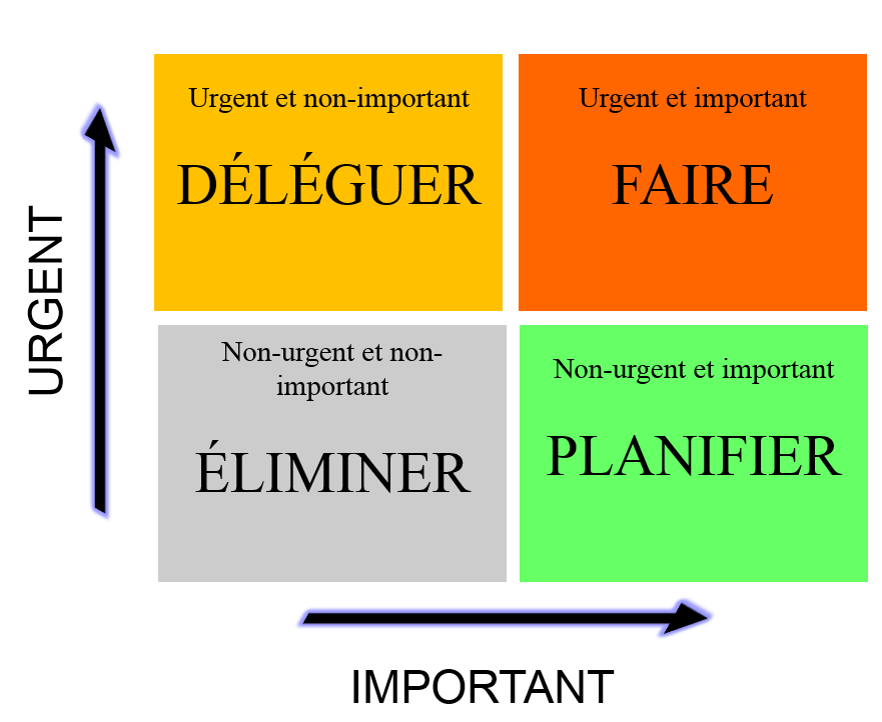 Urgent et non-important
DÉLÉGUER
Urgent et important
FAIRE
URGENT
Non-urgent et non-
important
ÉLIMINER
Non-urgent et important
PLANIFIER
IMPORTANT